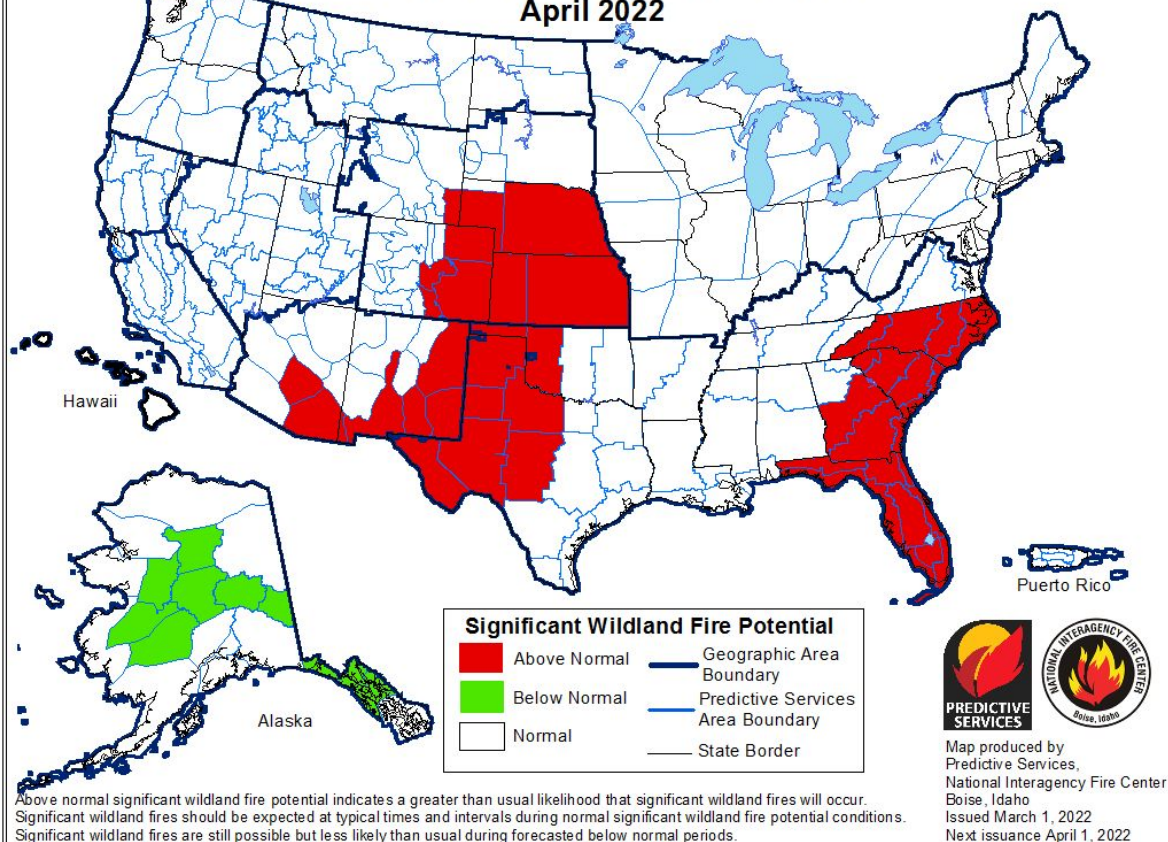 April 2022
Hawaii
Alaska
Puerto Rico
Significant Wildland Fire Potential
Above Normal
Below Normal
Normal
Geographic Area
Boundary
Predictive Services
Area Boundary
State Border
PREDICTIVE
SERVICES
NATIONAL INTERAGENCY FIRE CENTER
Boise, Idaho
Map produced by
Predictive Services,
National Interagency Fire Center
Boise, Idaho
Issued March 1, 2022
Next issuance April 1, 2022
Above normal significant wildland fire potential indicates a greater than usual likelihood that significant wildland fires will occur.
Significant wildland fires should be expected at typical times and intervals during normal significant wildland fire potential conditions.
Significant wildland fires are still possible but less likely than usual during forecasted below normal periods.